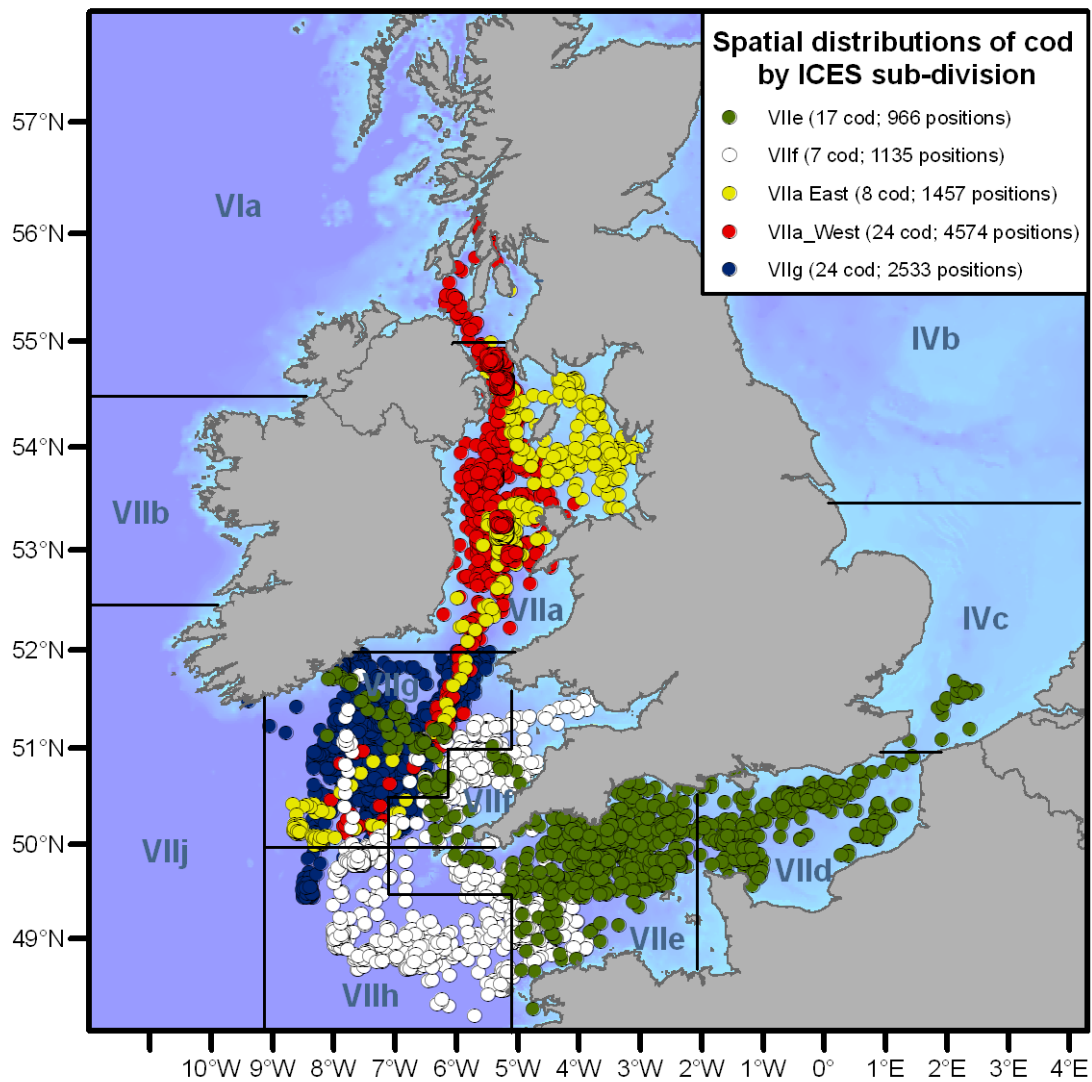 Spatial distributions of cod
by ICES sub-division
VIIe (17 cod; 966 positions)
VIIf (7 cod; 1135 positions)
VIIa East (8 cod; 1457 positions)
VIIa_West (24 cod; 4574 positions)
VIIg (24 cod; 2533 positions)
57°N
56°N
55°N
54°N
53°N
52°N
51°N
50°N
49°N
VIa
IVb
VIIb
VIIa
IVc
VIIg
VIIf
VIIj
VIId
VIIe
VIIh
10°W
9°W
8°W
7°W
6°W
5°W
4°W
3°W
2°W
1°W
0°
1°E
2°E
3°E
4°E